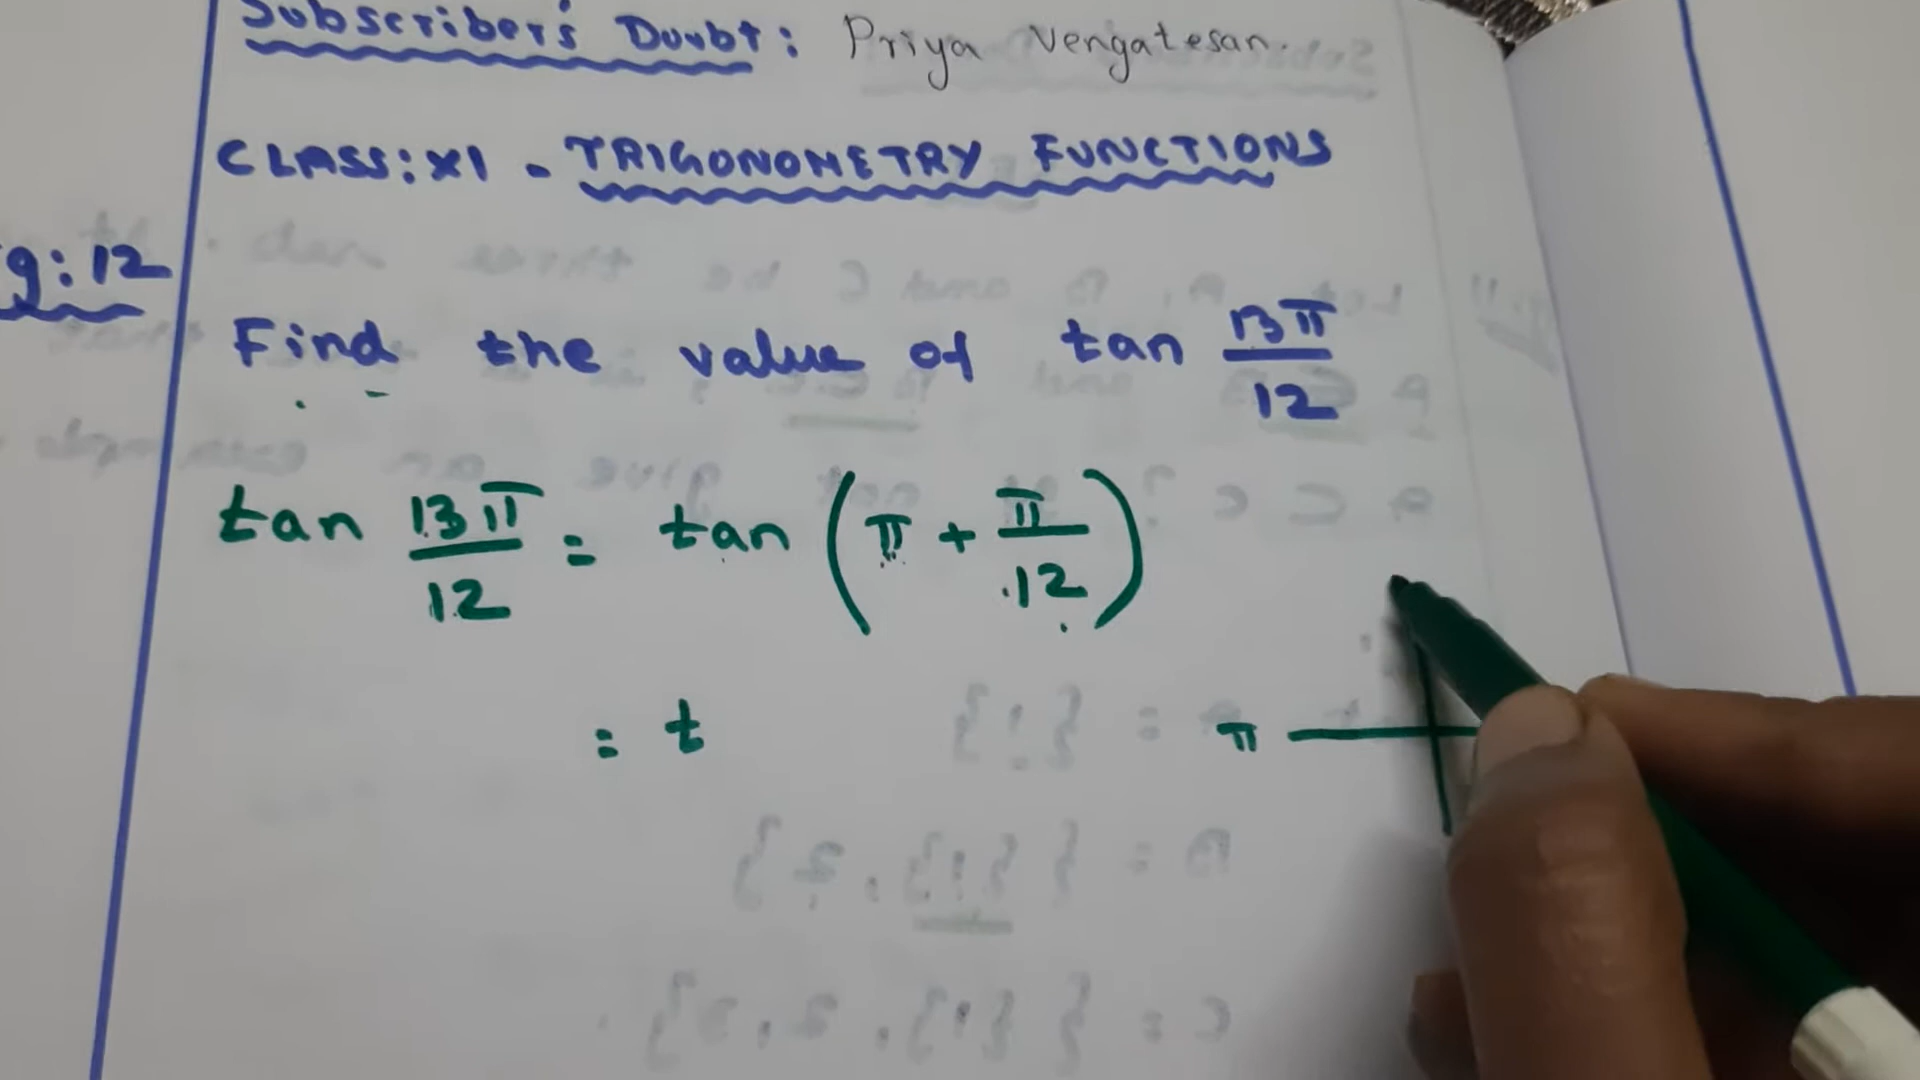 Subscriber's Doubt: Priya Vengatesan.
CLASS: XI - TRIGONOMETRY FUNCTIONS
g: 12
Find the value of tan 13π/12
tan 13π/12 = tan (π + π/12)
= t
π